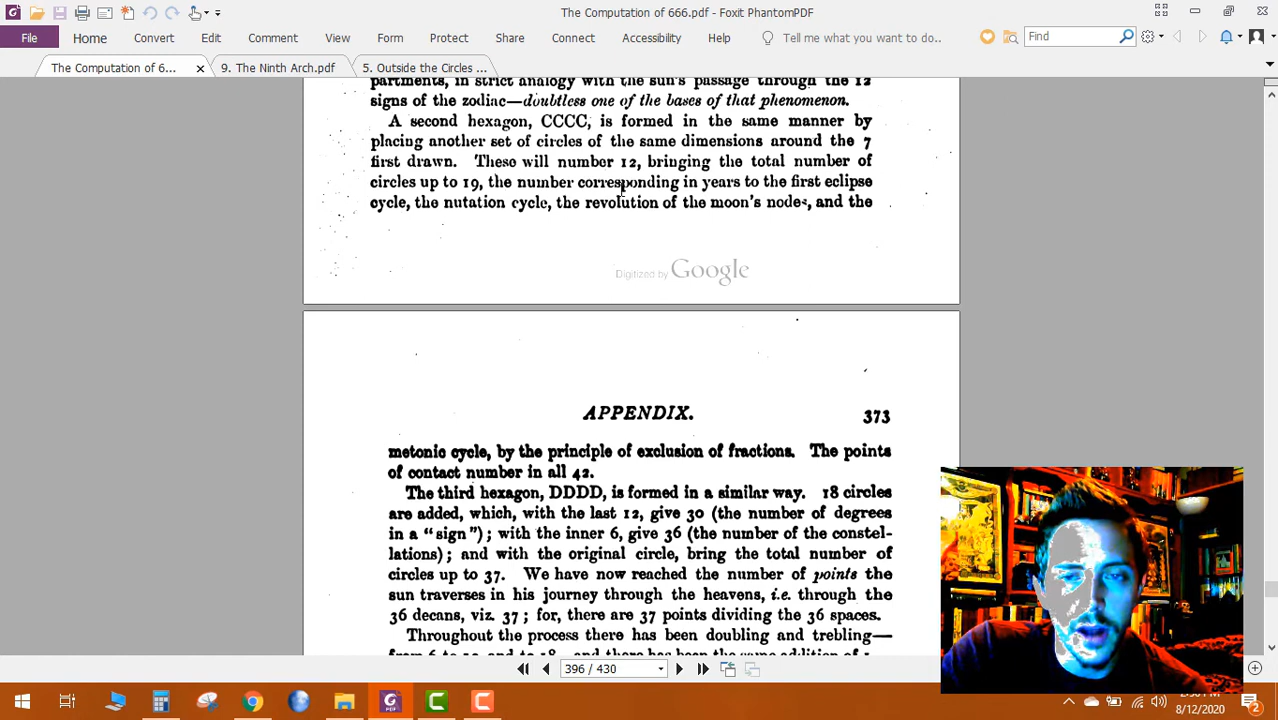 The Computation of 666.pdf - Foxit PhantomPDF
File Home Convert Edit Comment View Form Protect Share Connect Accessibility Help Tell me what you want to do.. Find
The Computation of 6... 9. The Ninth Arch.pdf 5. Outside the Circles ...
partments, in strict analogy with the sun's passage through the 12
signs of the zodiac—doubtless one of the bases of that phenomenon.
A second hexagon, CCCC, is formed in the same manner by
placing another set of circles of the same dimensions around the 7
first drawn. These will number 12, bringing the total number of
circles up to 19, the number corresponding in years to the first eclipse
cycle, the nutation cycle, the revolution of the moon's nodes, and the
Digitized by Google
APPENDIX. 373
metonic cycle, by the principle of exclusion of fractions. The points
of contact number in all 42.
The third hexagon, DDDD, is formed in a similar way. 18 circles
are added, which, with the last 12, give 30 (the number of degrees
in a "sign"); with the inner 6, give 36 (the number of the constel-
lations); and with the original circle, bring the total number of
circles up to 37. We have now reached the number of points the
sun traverses in his journey through the heavens, i.e. through the
36 decans, viz. 37; for, there are 37 points dividing the 36 spaces.
Throughout the process there has been doubling and trebling—
396 / 430
8/12/2020
2